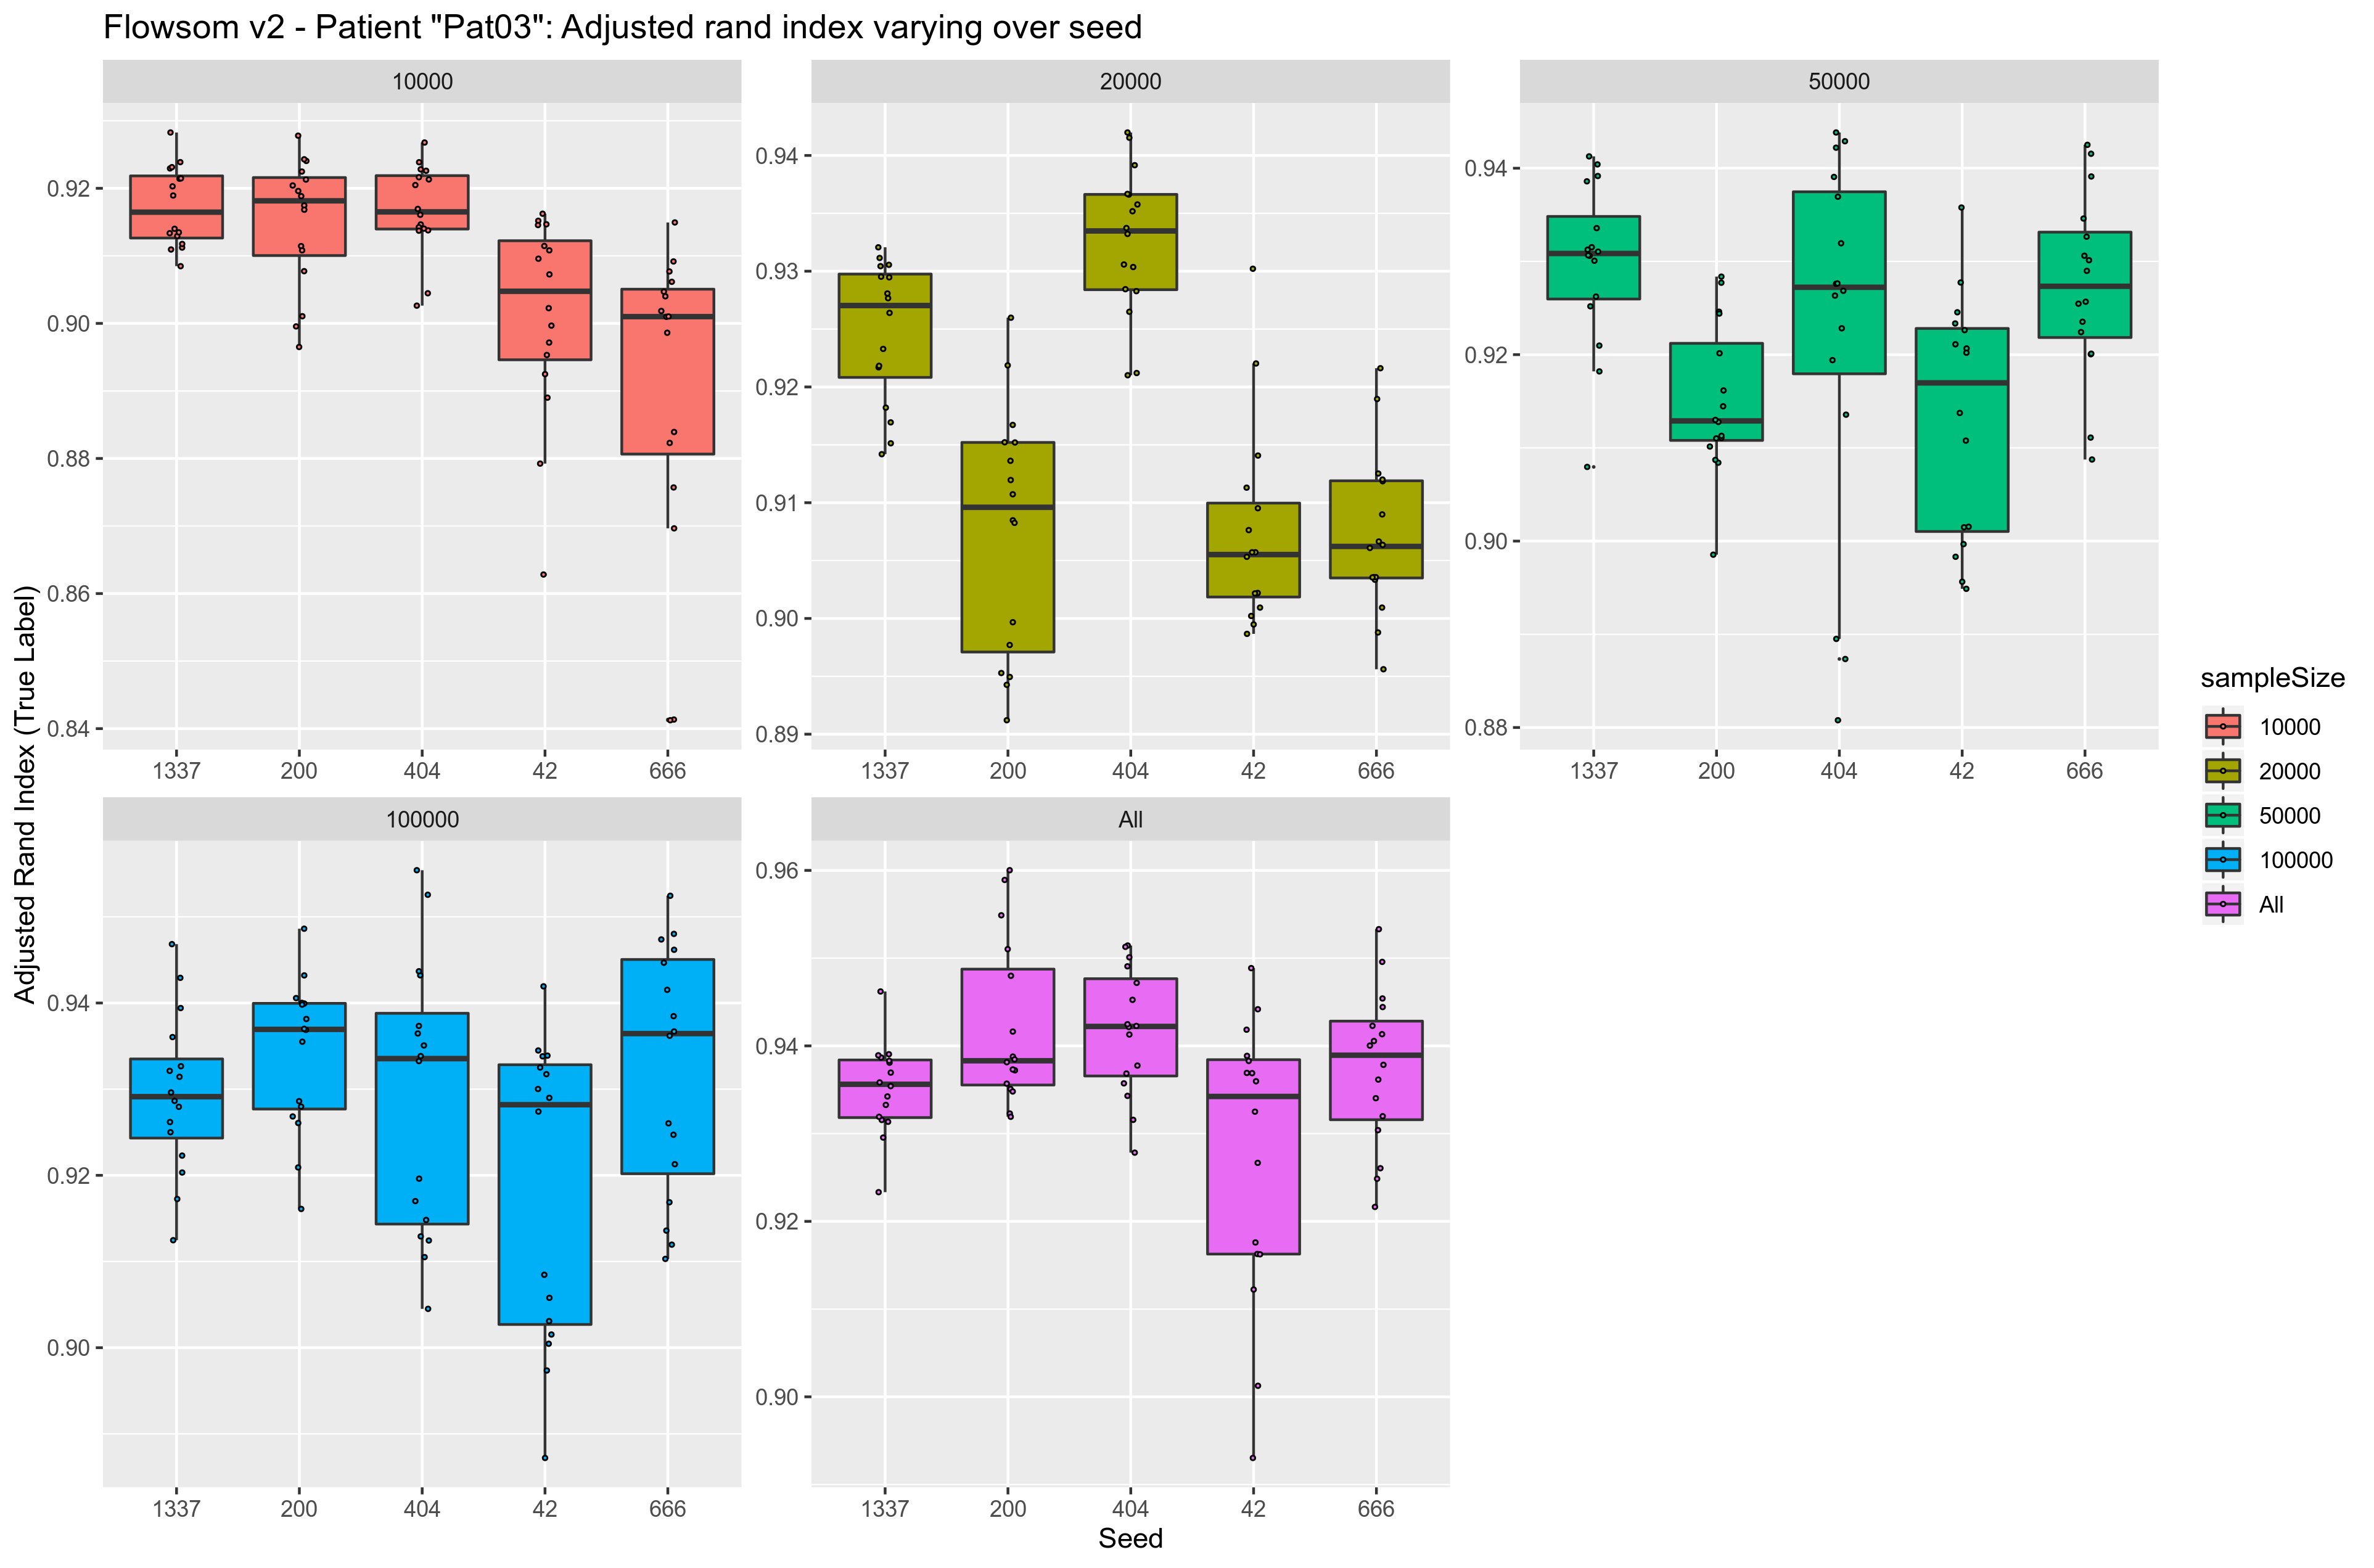 Flowsom v2 - Patient "Pat03": Adjusted rand index varying over seed
Adjusted Rand Index (True Label)
10000
0.92
0.90
0.88
0.86
0.84
1337 200 404 42 666
20000
0.94
0.93
0.92
0.91
0.90
0.89
1337 200 404 42 666
50000
0.94
0.92
0.90
0.88
1337 200 404 42 666
100000
0.94
0.92
0.90
1337 200 404 42 666
All
0.96
0.94
0.92
0.90
1337 200 404 42 666
Seed
sampleSize
10000
20000
50000
100000
All